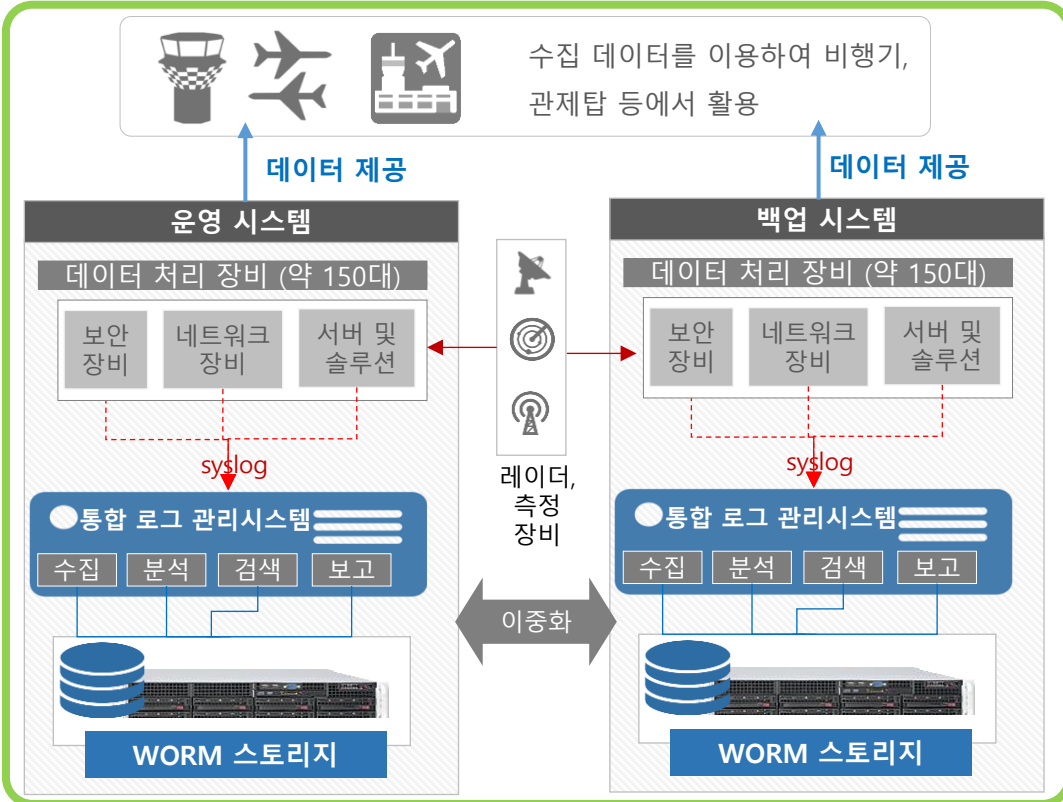 수집 데이터를 이용하여 비행기,
관제탑 등에서 활용
데이터 제공
데이터 제공
운영 시스템
데이터 처리 장비 (약 150대)
보안
장비
네트워크
장비
서버 및
솔루션
syslog
통합 로그 관리시스템
수집
분석
검색
보고
WORM 스토리지
레이더,
측정
장비
이중화
백업 시스템
데이터 처리 장비 (약 150대)
보안
장비
네트워크
장비
서버 및
솔루션
syslog
통합 로그 관리시스템
수집
분석
검색
보고
WORM 스토리지